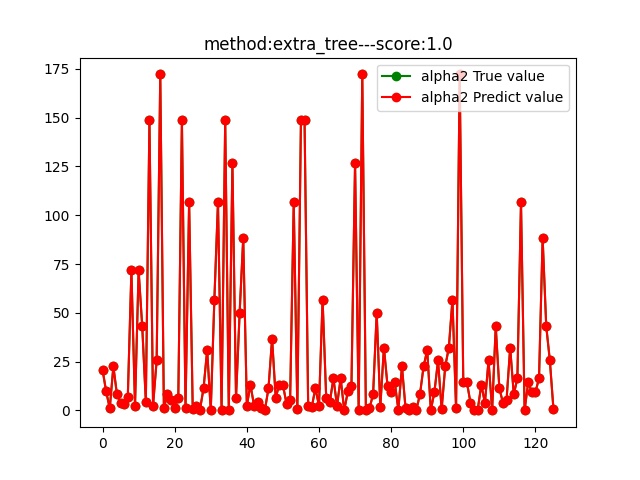 method:extra_tree---score:1.0
alpha2 True value
alpha2 Predict value
175
150
125
100
75
50
25
0
0 20 40 60 80 100 120